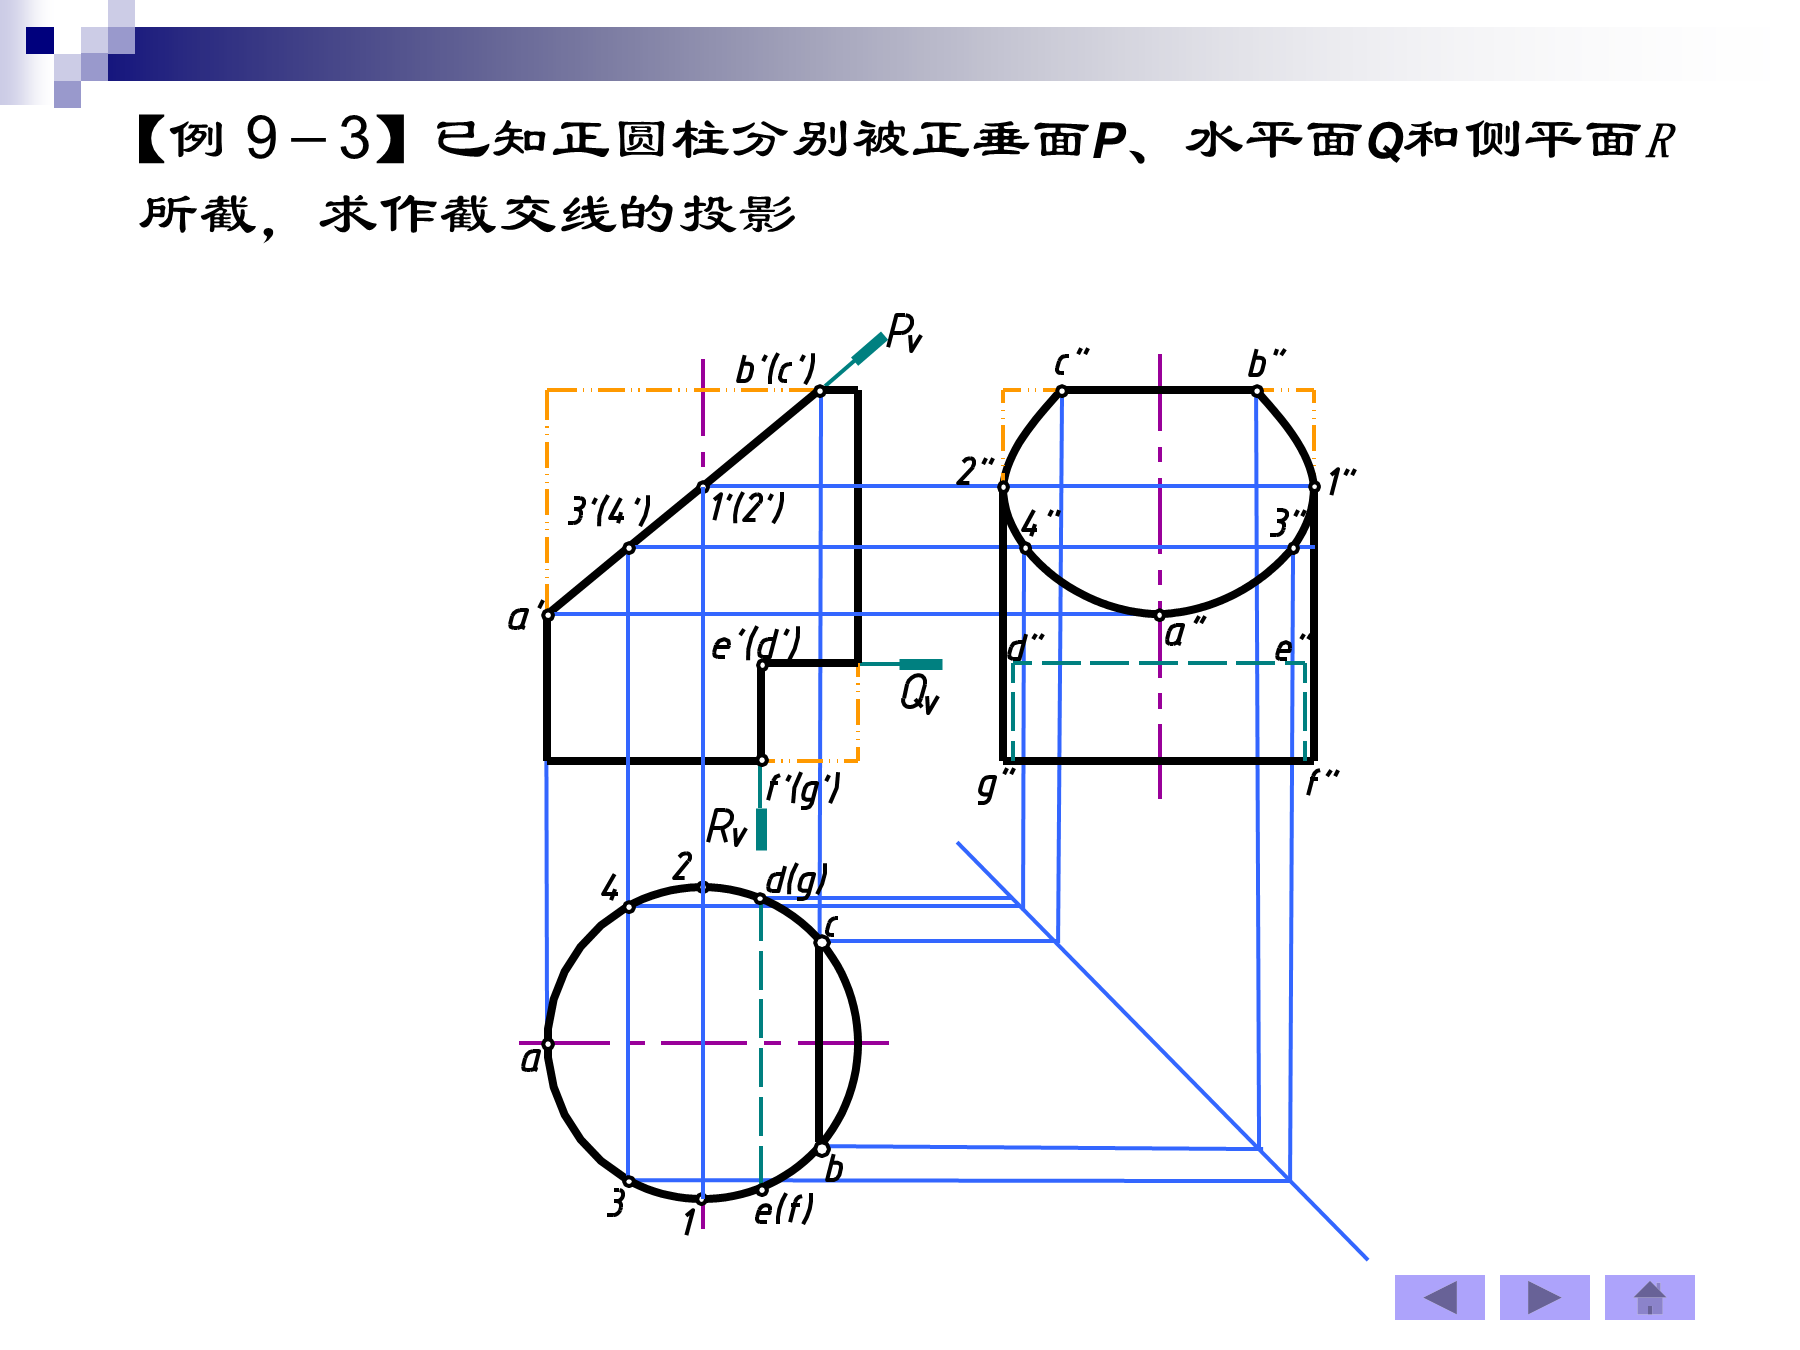 【例 9－3】已知正圆柱分别被正垂面P、水平面Q和侧平面R
所截，求作截交线的投影
PV
b'(c')
c"
b"
2"
1"
3'(4')
1'(2')
4"
3"
a'
e'(d')
a"
d"
e"
QV
f'(g')
g"
f"
RV
2
d(g)
4
c
a
b
3
1
e(f)